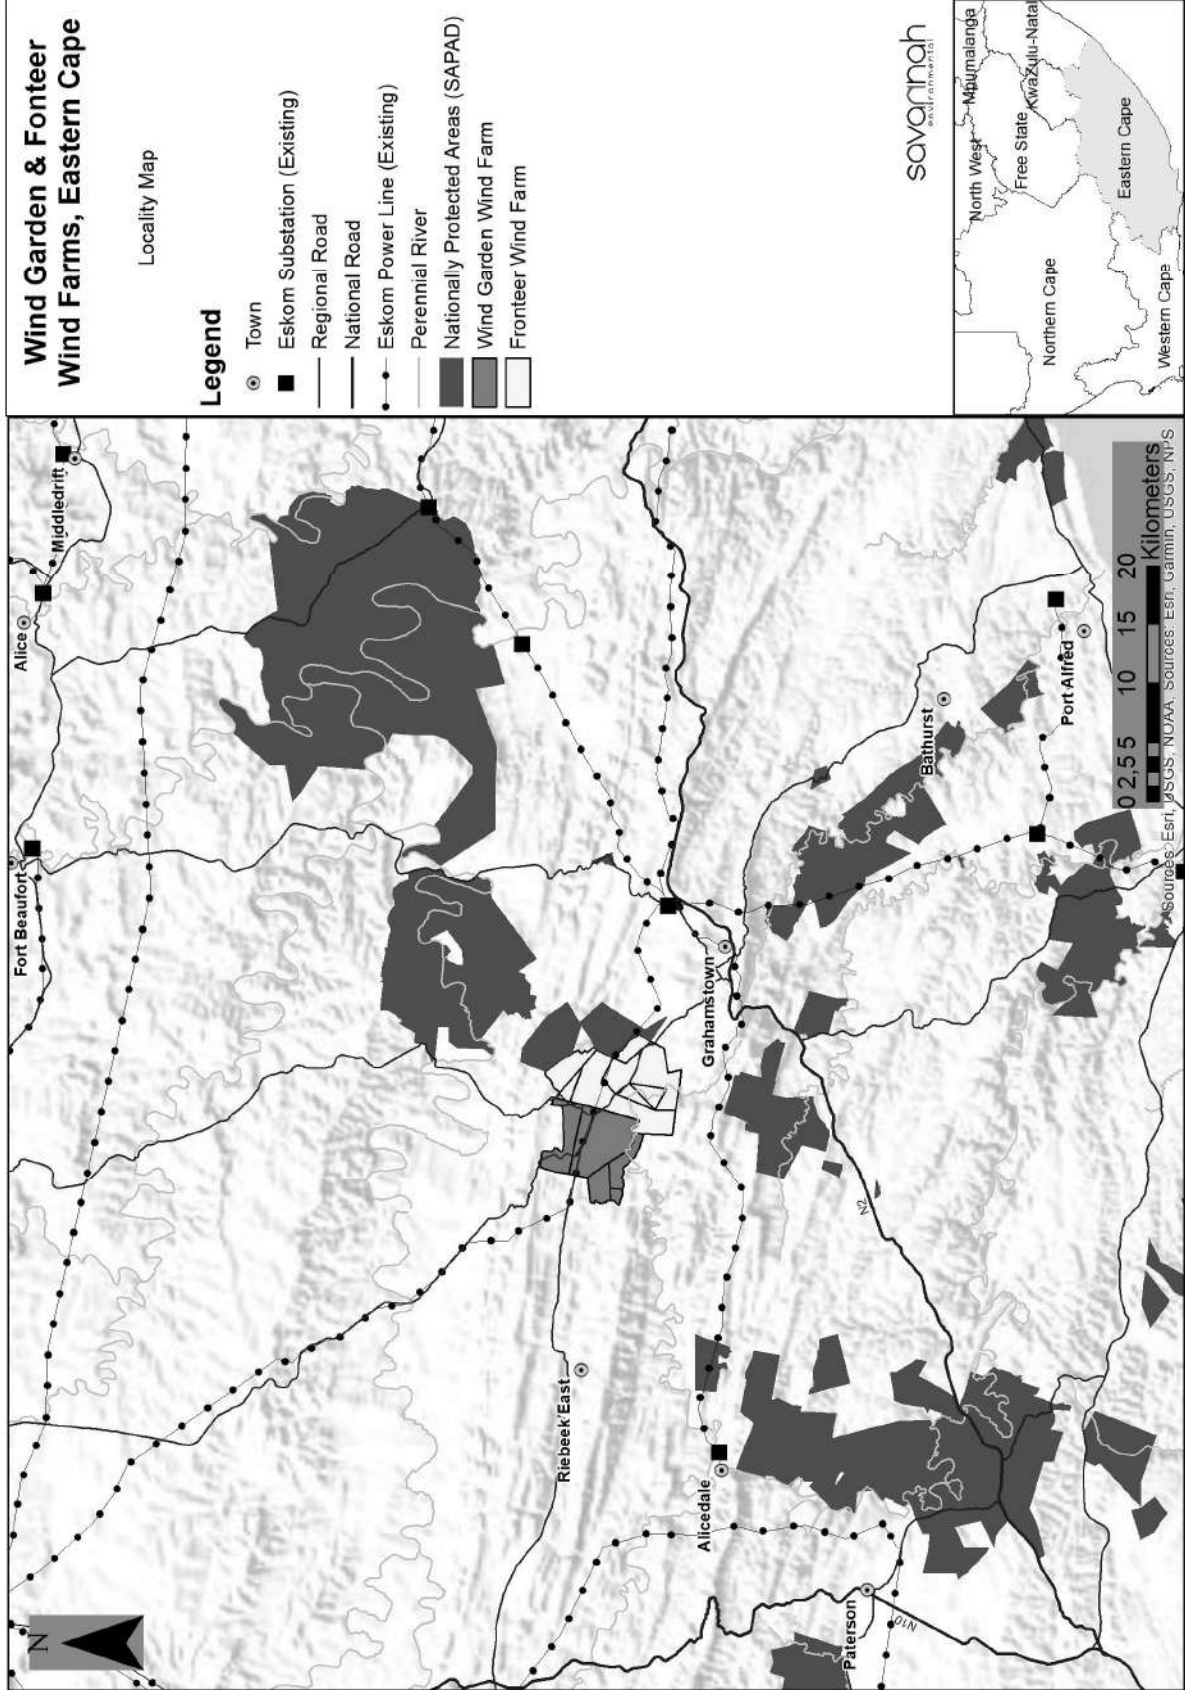 Wind Garden & Fonteer
Wind Farms, Eastern Cape
Locality Map
Legend
Town
Eskom Substation (Existing)
Regional Road
National Road
Eskom Power Line (Existing)
Perennial River
Nationally Protected Areas (SAPAD)
Wind Garden Wind Farm
Fronteer Wind Farm
savannah
environmental
North West
Mpumalanga
Free State
KwaZulu-Natal
Northern Cape
Eastern Cape
Western Cape
N
Fort Beaufort
Alice
Middledrift
Riebeek East
Grahamstown
Alicedale
Paterson
N10
N2
Bathurst
Port Alfred
0 2,5 5 10 15 20
Kilometers
Sources: Esri, USGS, NOAA, Sources: Esri, Garmin, USGS, NPS